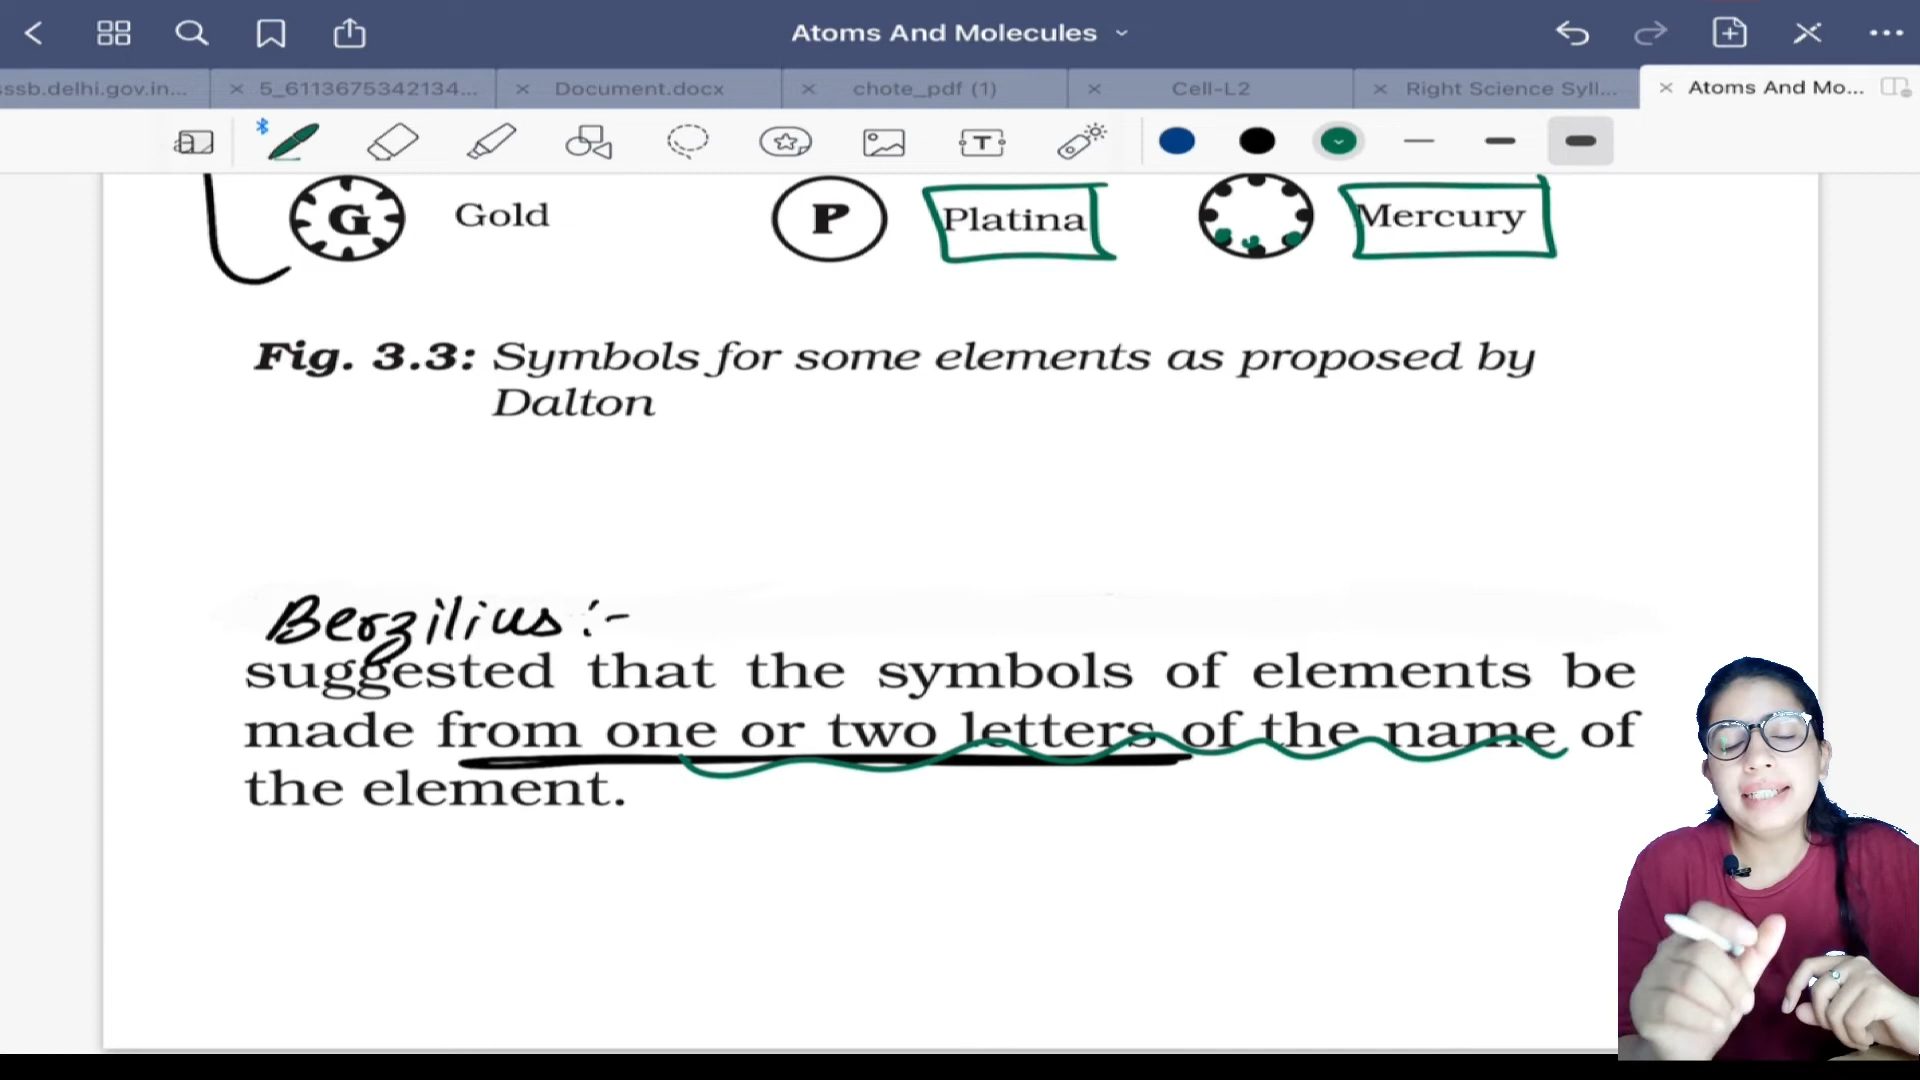 Atoms And Molecules
sssb.delhi.gov.in...
5_6113675342134...
Document.docx
chote_pdf (1)
Cell-L2
Right Science Syll...
Atoms And Mo...
T
G Gold
P Platina
Mercury
Fig. 3.3: Symbols for some elements as proposed by
Dalton
Berzilius :-
suggested that the symbols of elements be
made from one or two letters of the name of
the element.